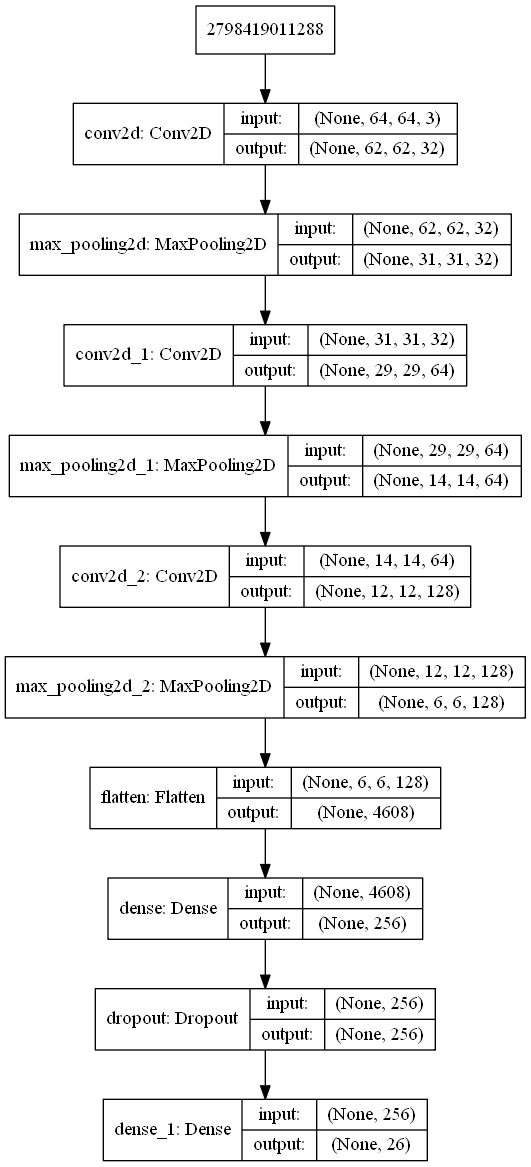 2798419011288
conv2d: Conv2D
input: (None, 64, 64, 3)
output: (None, 62, 62, 32)
max_pooling2d: MaxPooling2D
input: (None, 62, 62, 32)
output: (None, 31, 31, 32)
conv2d_1: Conv2D
input: (None, 31, 31, 32)
output: (None, 29, 29, 64)
max_pooling2d_1: MaxPooling2D
input: (None, 29, 29, 64)
output: (None, 14, 14, 64)
conv2d_2: Conv2D
input: (None, 14, 14, 64)
output: (None, 12, 12, 128)
max_pooling2d_2: MaxPooling2D
input: (None, 12, 12, 128)
output: (None, 6, 6, 128)
flatten: Flatten
input: (None, 6, 6, 128)
output: (None, 4608)
dense: Dense
input: (None, 4608)
output: (None, 256)
dropout: Dropout
input: (None, 256)
output: (None, 256)
dense_1: Dense
input: (None, 256)
output: (None, 26)